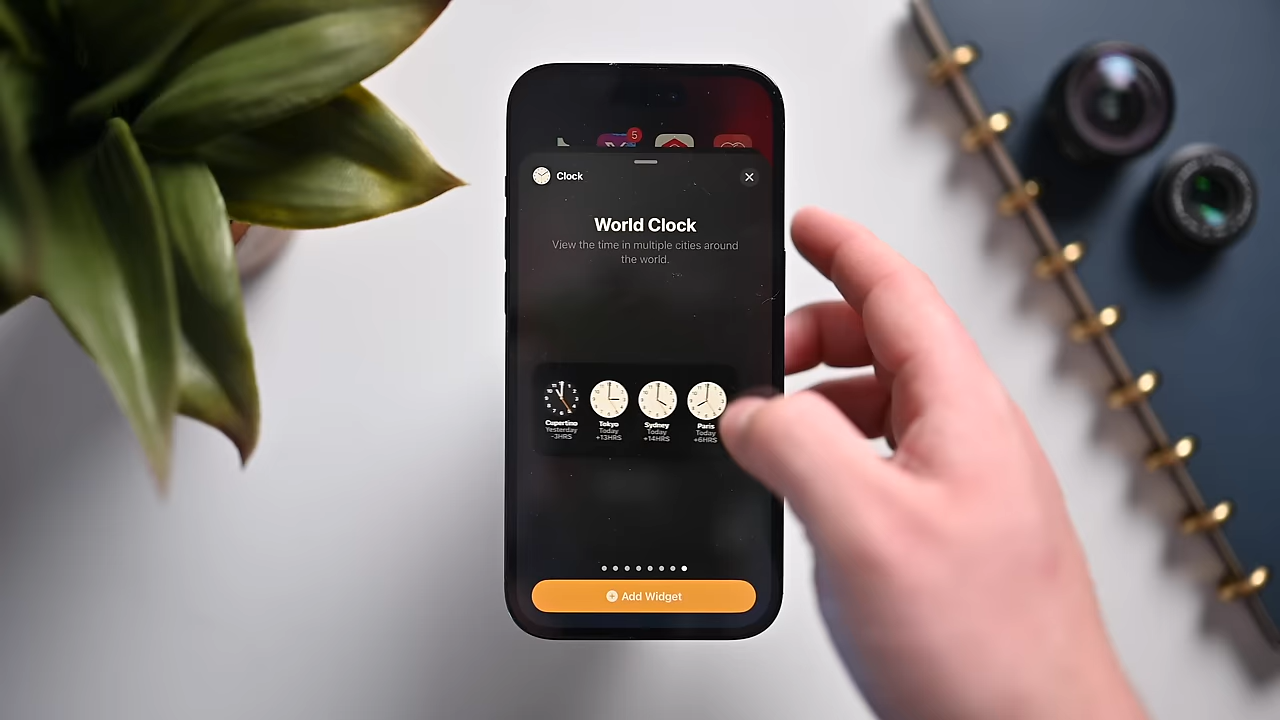 5
Clock
World Clock
View the time in multiple cities around
the world.
Cupertino Tokyo Sydney Paris
Yesterday Today Today Today
-3HRS +13HRS +14HRS +6HRS
Add Widget